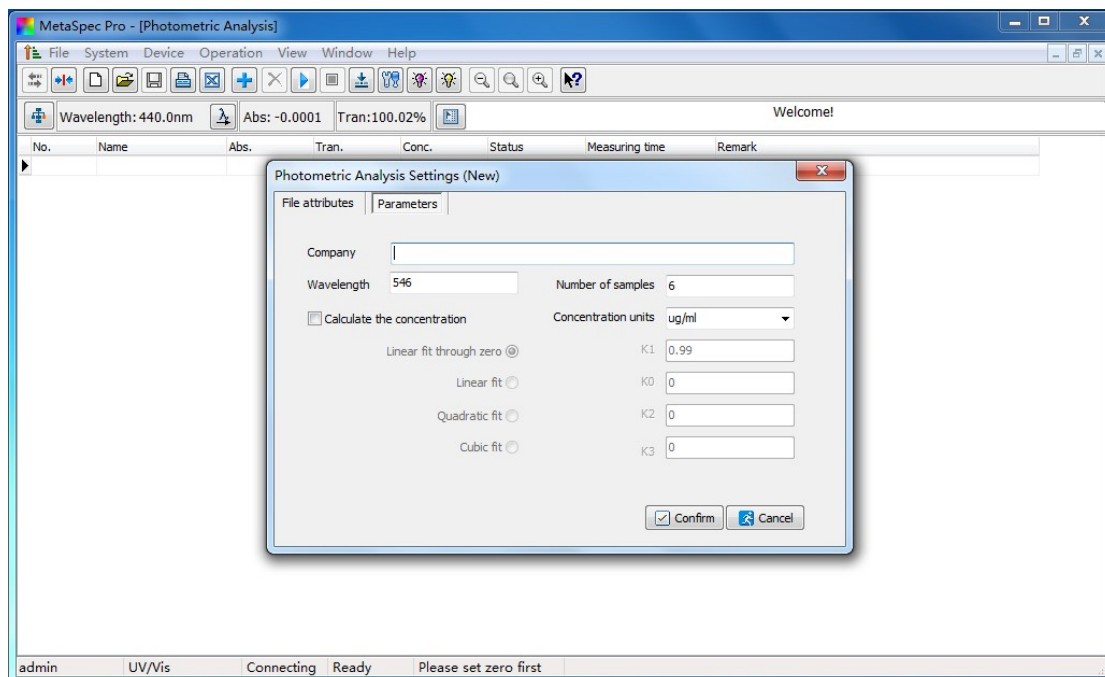 MetaSpec Pro - [Photometric Analysis]
File System Device Operation View Window Help
Wavelength: 440.0nm λ Abs: -0.0001 Tran:100.02% Welcome!
No. Name Abs. Tran. Conc. Status Measuring time Remark
Photometric Analysis Settings (New)
File attributes Parameters
Company
Wavelength 546 Number of samples 6
Calculate the concentration Concentration units ug/ml
Linear fit through zero K1 0.99
Linear fit K0 0
Quadratic fit K2 0
Cubic fit K3 0
Confirm Cancel
admin UV/Vis Connecting Ready Please set zero first